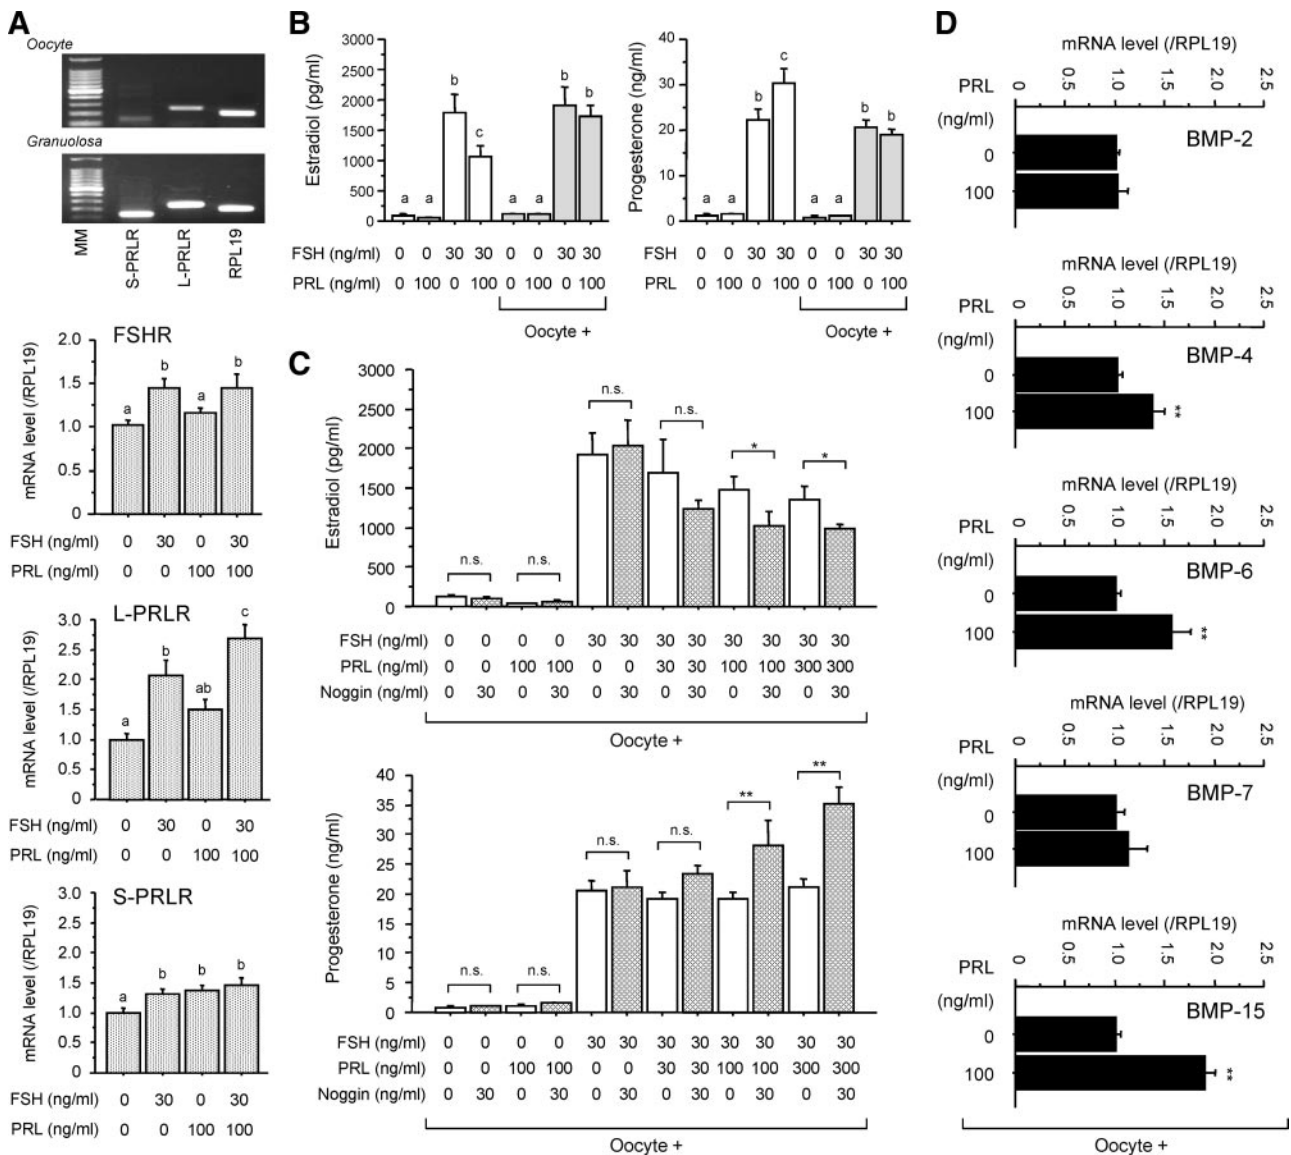 A
Oocyte
Granuolosa
MM
S-PRLR
L-PRLR
RPL19
FSHR
mRNA level (/RPL19)
2.0
1.5
1.0
0.5
0
a
b
a
b
FSH (ng/ml) 0 30 0 30
PRL (ng/ml) 0 0 100 100
L-PRLR
mRNA level (/RPL19)
3.0
2.5
2.0
1.5
1.0
0.5
0
a
b
ab
c
FSH (ng/ml) 0 30 0 30
PRL (ng/ml) 0 0 100 100
S-PRLR
mRNA level (/RPL19)
3.0
2.5
2.0
1.5
1.0
0.5
0
a
b
b
b
FSH (ng/ml) 0 30 0 30
PRL (ng/ml) 0 0 100 100
B
Estradiol (pg/ml)
3000
2500
2000
1500
1000
500
0
a a b c a a b b
FSH (ng/ml) 0 0 30 30 0 0 30 30
PRL (ng/ml) 0 100 0 100 0 100 0 100
Oocyte +
Progesterone (ng/ml)
40
30
20
10
0
a a b c a a b b
FSH 0 0 30 30 0 0 30 30
PRL 0 100 0 100 0 100 0 100
Oocyte +
C
Estradiol (pg/ml)
3000
2500
2000
1500
1000
500
0
n.s. n.s. n.s. n.s. * *
FSH (ng/ml) 0 0 0 0 30 30 30 30 30 30 30 30
PRL (ng/ml) 0 0 100 100 0 0 30 30 100 100 300 300
Noggin (ng/ml) 0 30 0 30 0 30 0 30 0 30 0 30
Oocyte +
Progesterone (ng/ml)
40
35
30
25
20
15
10
5
0
n.s. n.s. n.s. n.s. ** **
FSH (ng/ml) 0 0 0 0 30 30 30 30 30 30 30 30
PRL (ng/ml) 0 0 100 100 0 0 30 30 100 100 300 300
Noggin (ng/ml) 0 30 0 30 0 30 0 30 0 30 0 30
Oocyte +
D
mRNA level (/RPL19)
0 0.5 1.0 1.5 2.0 2.5
PRL
(ng/ml)
0
100
BMP-2
mRNA level (/RPL19)
0 0.5 1.0 1.5 2.0 2.5
PRL
(ng/ml)
0
100
**
BMP-4
mRNA level (/RPL19)
0 0.5 1.0 1.5 2.0 2.5
PRL
(ng/ml)
0
100
**
BMP-6
mRNA level (/RPL19)
0 0.5 1.0 1.5 2.0 2.5
PRL
(ng/ml)
0
100
BMP-7
mRNA level (/RPL19)
0 0.5 1.0 1.5 2.0 2.5
PRL
(ng/ml)
0
100
**
BMP-15
Oocyte +